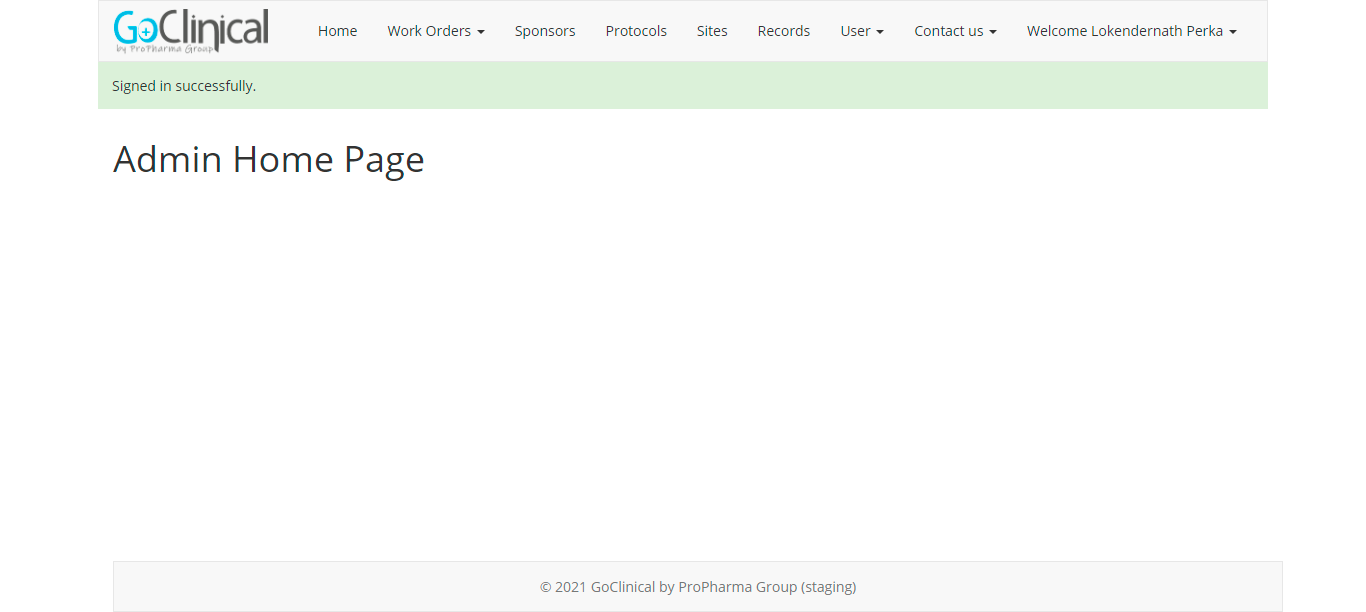 GoClinical
by ProPharma Group
Home Work Orders Sponsors Protocols Sites Records User Contact us Welcome Lokendernath Perka
Signed in successfully.
Admin Home Page
© 2021 GoClinical by ProPharma Group (staging)